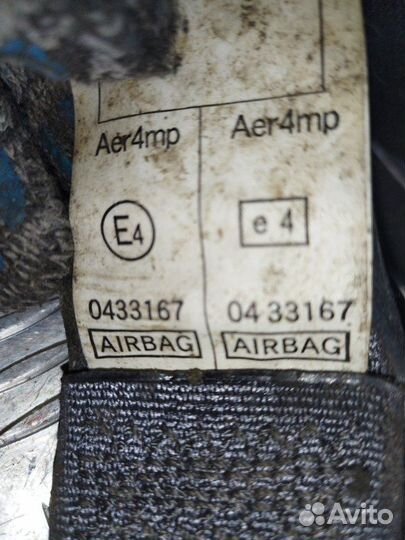 Aer4mp Aer4mp
E4 e 4
0433167 04 33167
AIRBAG AIRBAG
Avito